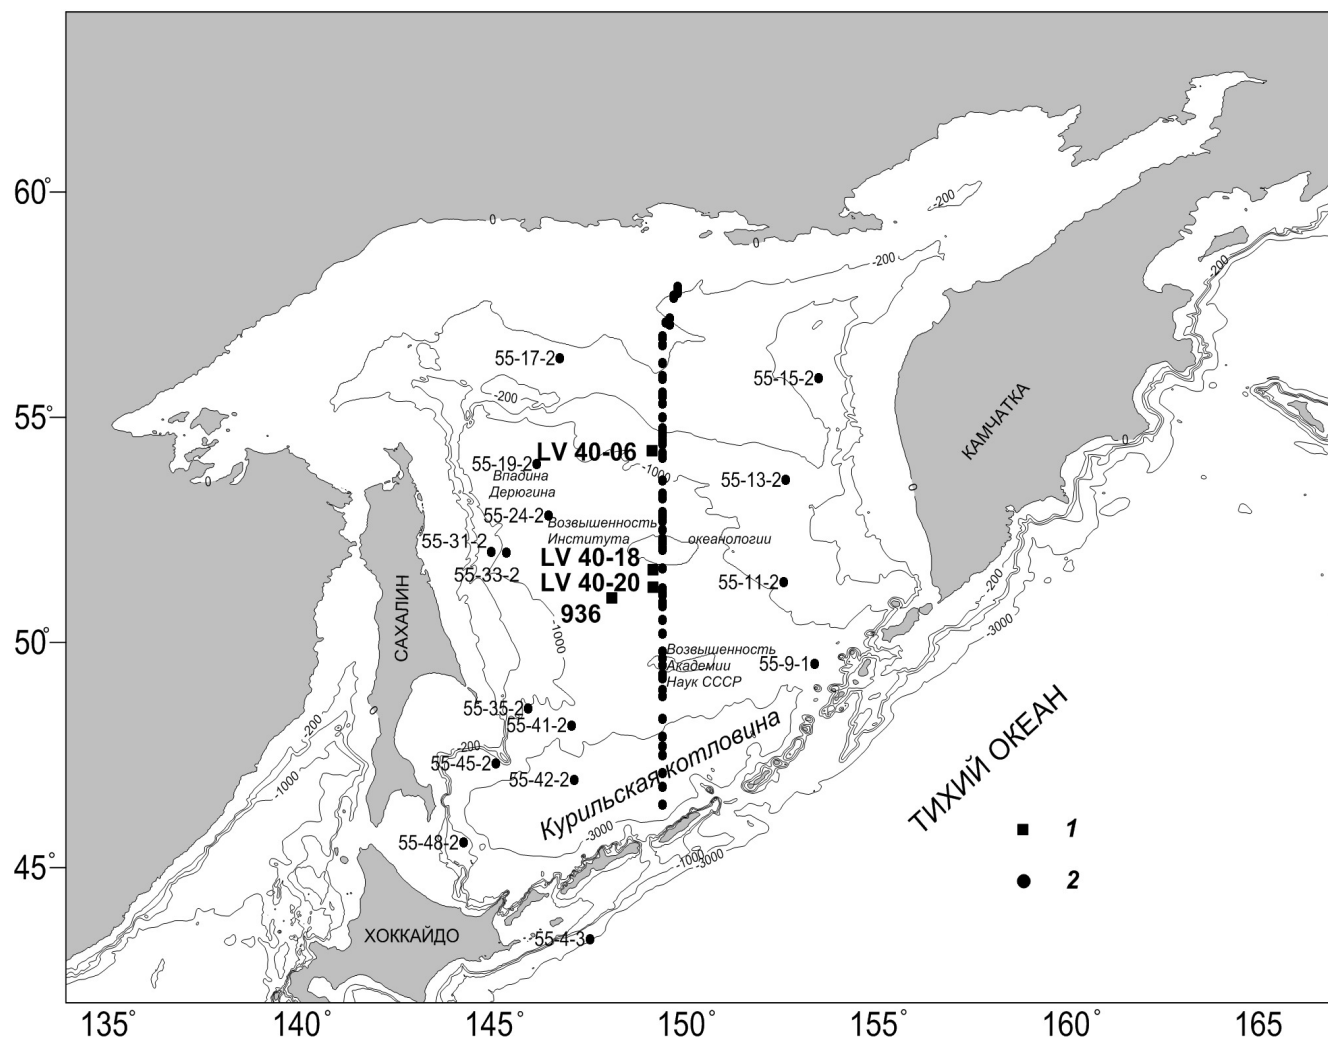 60°
0
0
-200
-200
-200
55-17-2
55-15-2
55°
-200
КАМЧАТКА
0
LV 40-06
-1000
55-19-2
Впадина
Дерюгина
55-13-2
0
0
55-24-2
Возвышенность
Института океанологии
55-31-2
LV 40-18
55-33-2
LV 40-20
55-11-2
-200
936
САХАЛИН
-1000
-3000
50°
Возвышенность
Академии
Наук СССР
55-9-1
0
-200
55-35-2
55-41-2
-200
55-45-2
55-42-2
-1000
Курильская котловина
ТИХИЙ ОКЕАН
-3000
1
55-48-2
-1000
-3000
45°
2
ХОККАЙДО
55-4-3
135° 140° 145° 150° 155° 160° 165°